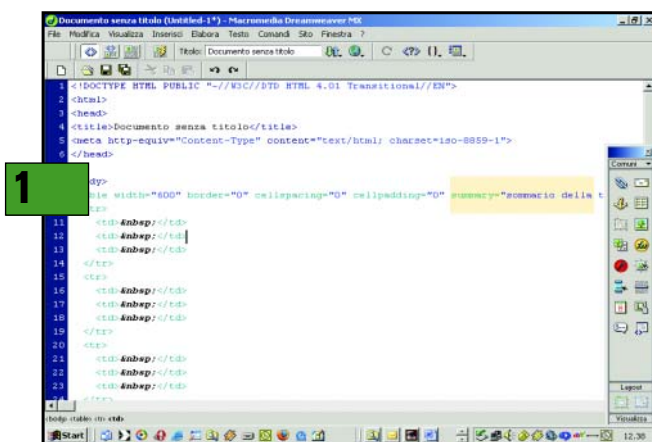 Documento senza titolo (Untitled-1*) - Macromedia Dreamweaver MX
File Modifica Visualizza Inserisci Elabora Testo Comandi Sito Finestra ?
Titolo: Documento senza titolo
1 <!DOCTYPE HTML PUBLIC "-//W3C//DTD HTML 4.01 Transitional//EN">
2 <html>
3 <head>
4 <title>Documento senza titolo</title>
5 <meta http-equiv="Content-Type" content="text/html; charset=iso-8859-1">
6 </head>
Comuni
1
dy>
ble width="600" border="0" cellspacing="0" cellpadding="0" summary="sommario della t
tr>
11 <td>&nbsp;</td>
12 <td>&nbsp;</td>
13 <td>&nbsp;</td>
14 </tr>
15 <tr>
16 <td>&nbsp;</td>
17 <td>&nbsp;</td>
18 <td>&nbsp;</td>
19 </tr>
20 <tr>
21 <td>&nbsp;</td>
22 <td>&nbsp;</td>
23 <td>&nbsp;</td>
24 </tr>
Layout
Visualizza
<body> <table> <tr> <td>
Start
12.38